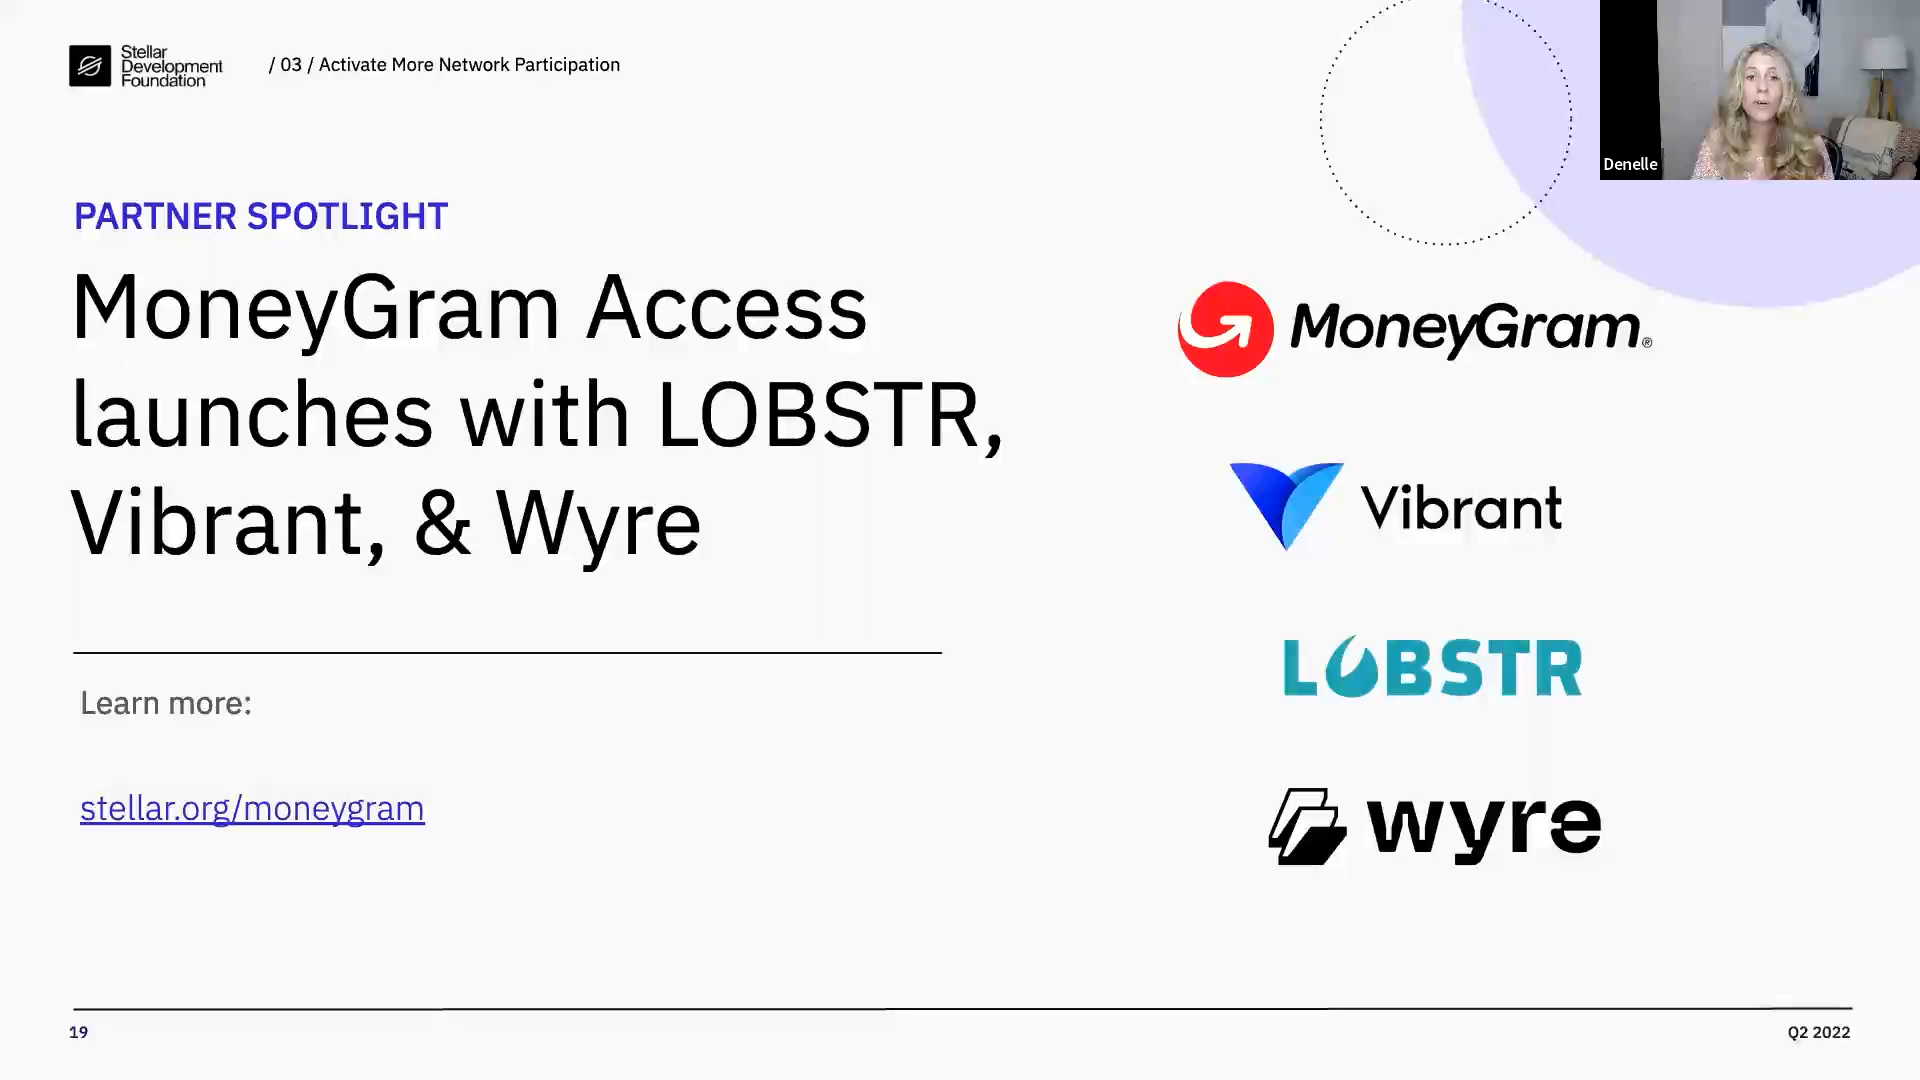 Stellar
Development
Foundation
/ 03 / Activate More Network Participation
Denelle
PARTNER SPOTLIGHT
MoneyGram Access
launches with LOBSTR,
Vibrant, & Wyre
Learn more:
stellar.org/moneygram
MoneyGram®
Vibrant
LOBSTR
wyre
19
Q2 2022